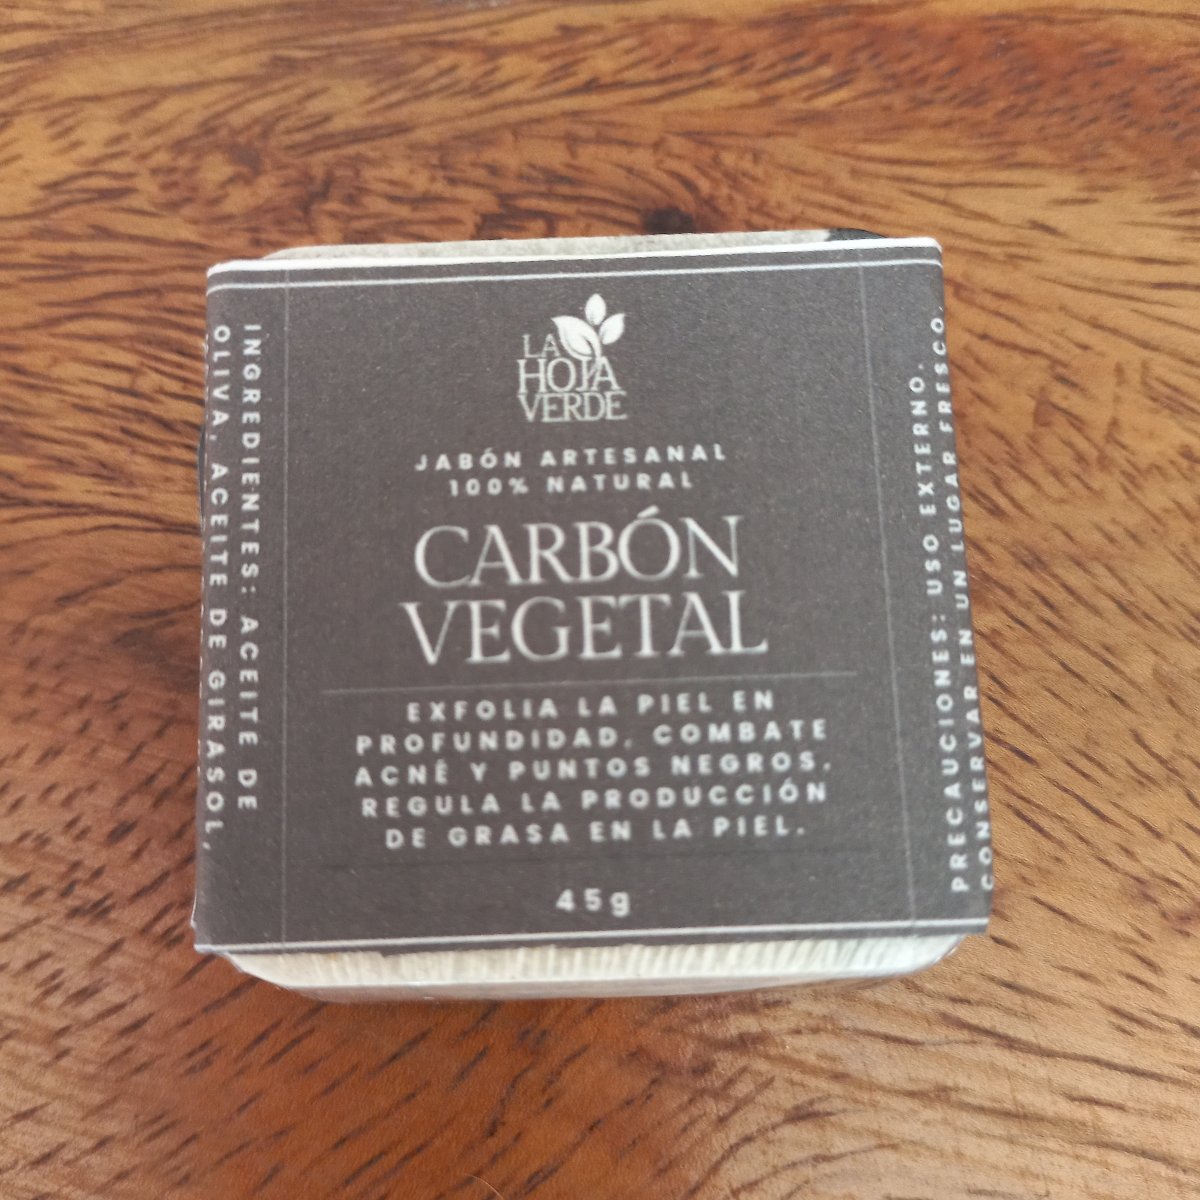 LA
HOJA
VERDE
JABÓN ARTESANAL
100% NATURAL
CARBÓN
VEGETAL
EXFOLIA LA PIEL EN
PROFUNDIDAD, COMBATE
ACNÉ Y PUNTOS NEGROS.
REGULA LA PRODUCCIÓN
DE GRASA EN LA PIEL.
45g
INGREDIENTES: ACEITE DE
OLIVA, ACEITE DE GIRASOL,
PRECAUCIONES: USO EXTERNO.
CONSERVAR EN UN LUGAR FRESCO.